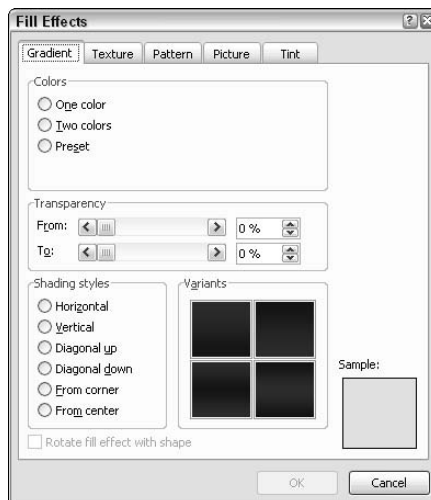 Fill Effects
Gradient Texture Pattern Picture Tint
Colors
One color
Two colors
Preset
Transparency
From: 0 %
To: 0 %
Shading styles
Horizontal
Vertical
Diagonal up
Diagonal down
From corner
From center
Variants
Sample:
Rotate fill effect with shape
OK Cancel